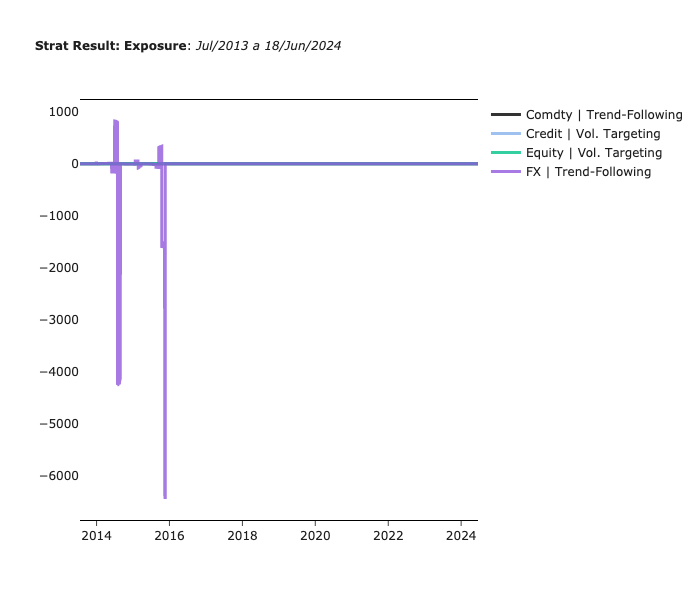 Strat Result: Exposure: Jul/2013 a 18/Jun/2024
1000
0
−1000
−2000
−3000
−4000
−5000
−6000
2014 2016 2018 2020 2022 2024
Comdty | Trend-Following
Credit | Vol. Targeting
Equity | Vol. Targeting
FX | Trend-Following